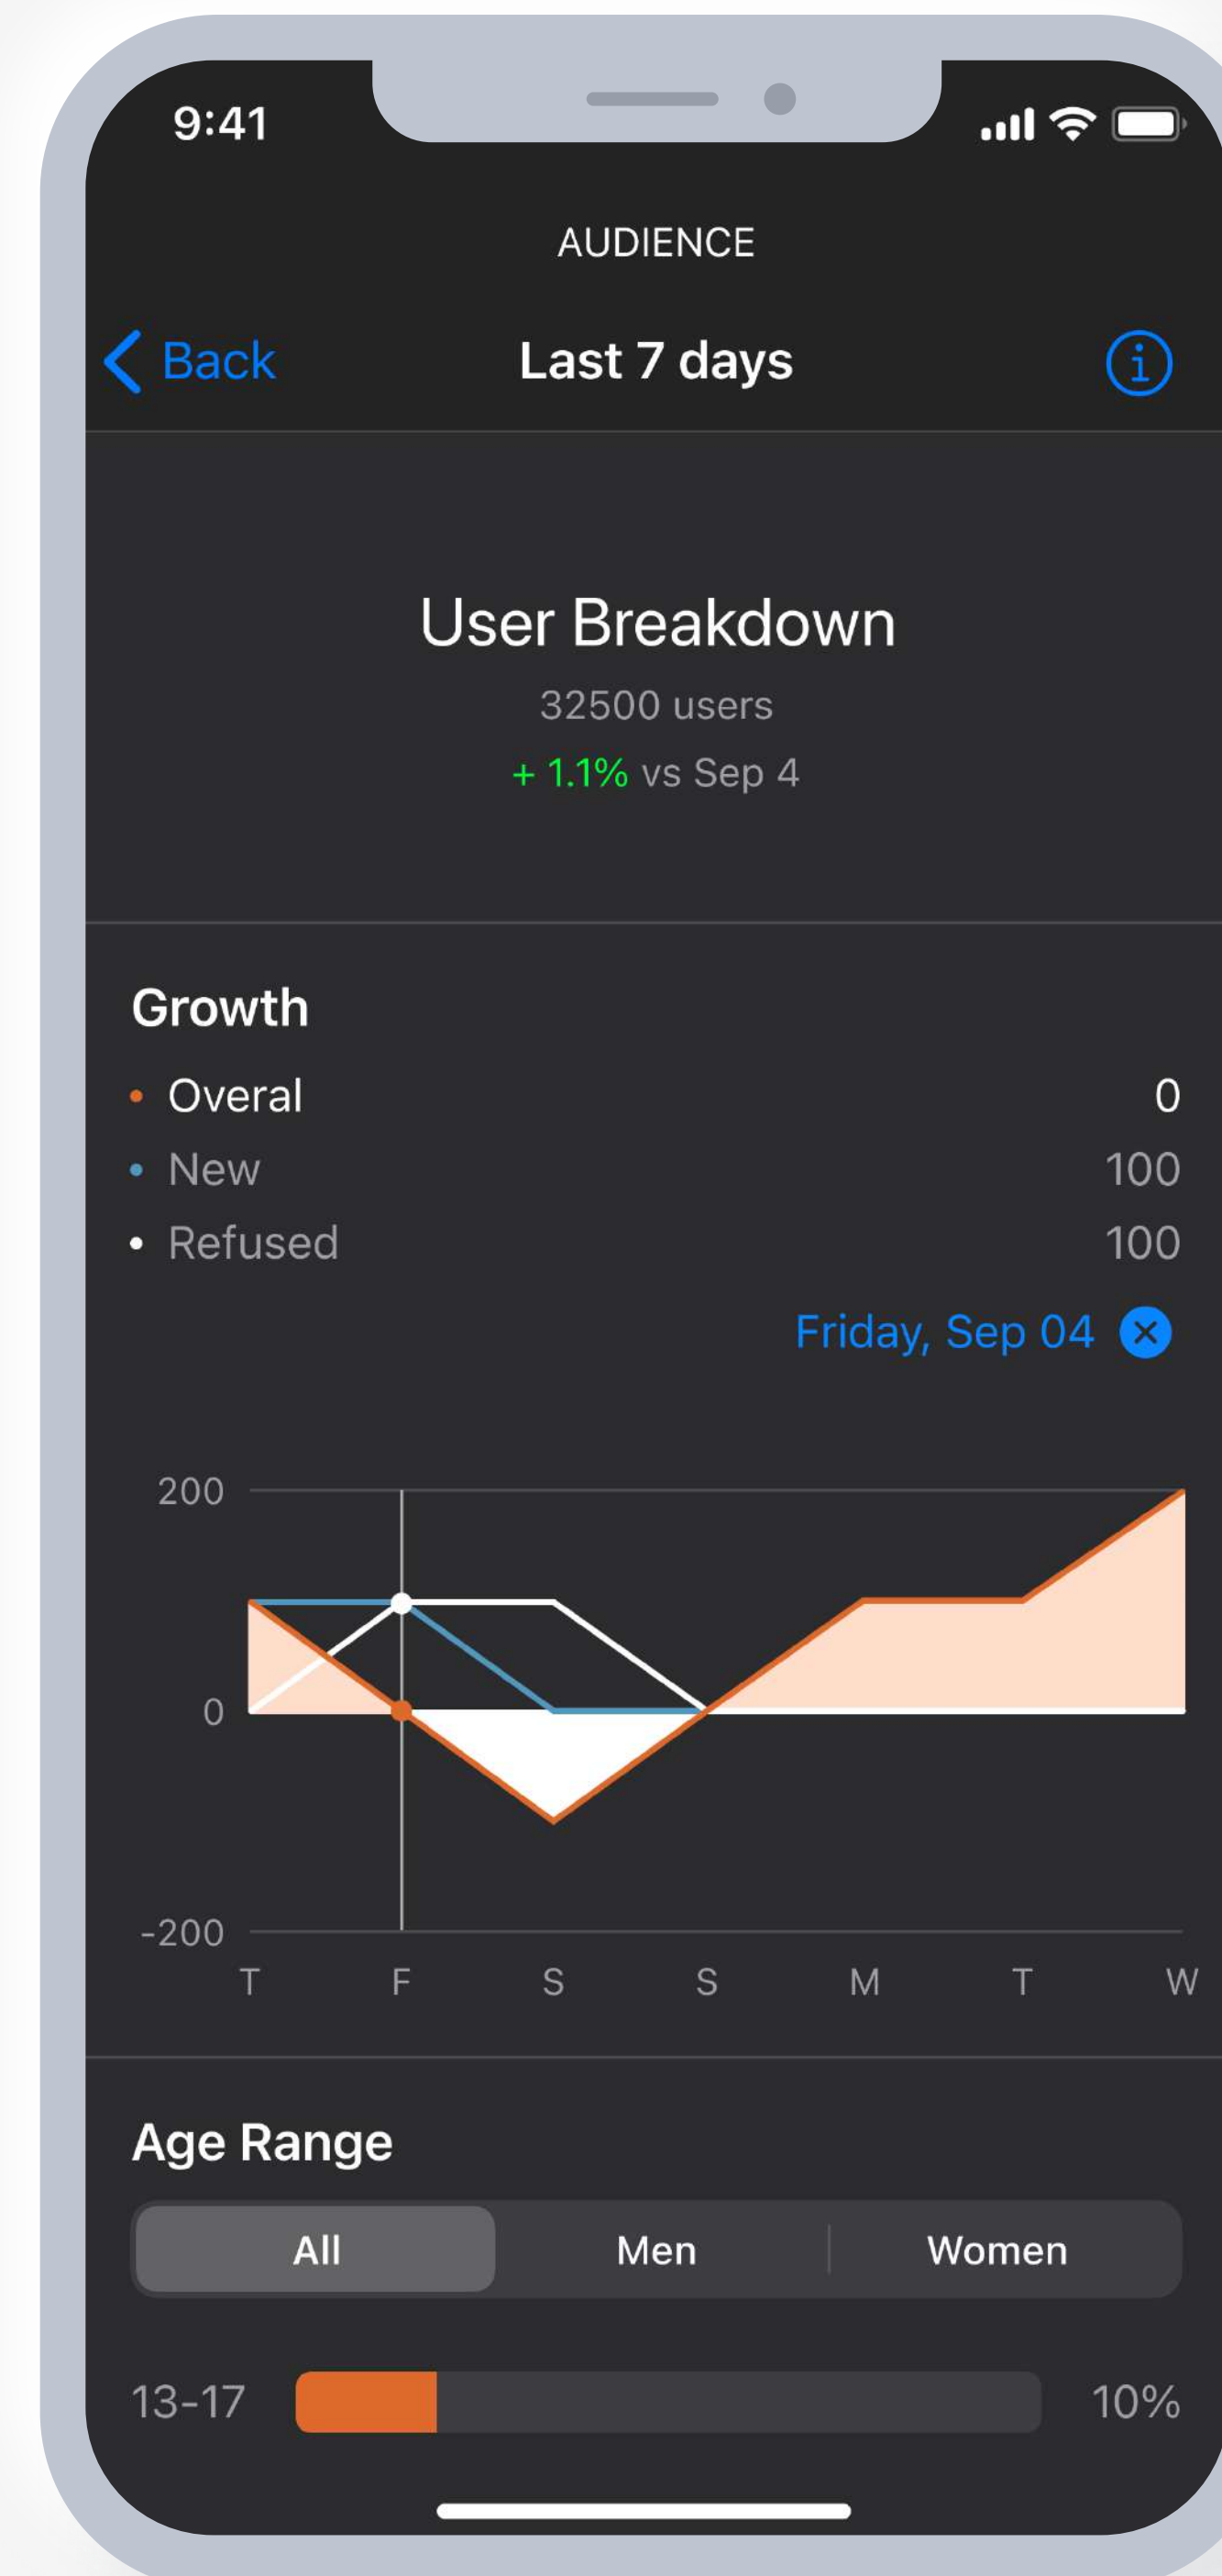 9:41
AUDIENCE
Back Last 7 days i
User Breakdown
32500 users
+ 1.1% vs Sep 4
Growth
• Overal 0
• New 100
• Refused 100
Friday, Sep 04
200
0
-200
T F S S M T W
Age Range
All Men Women
13-17 10%